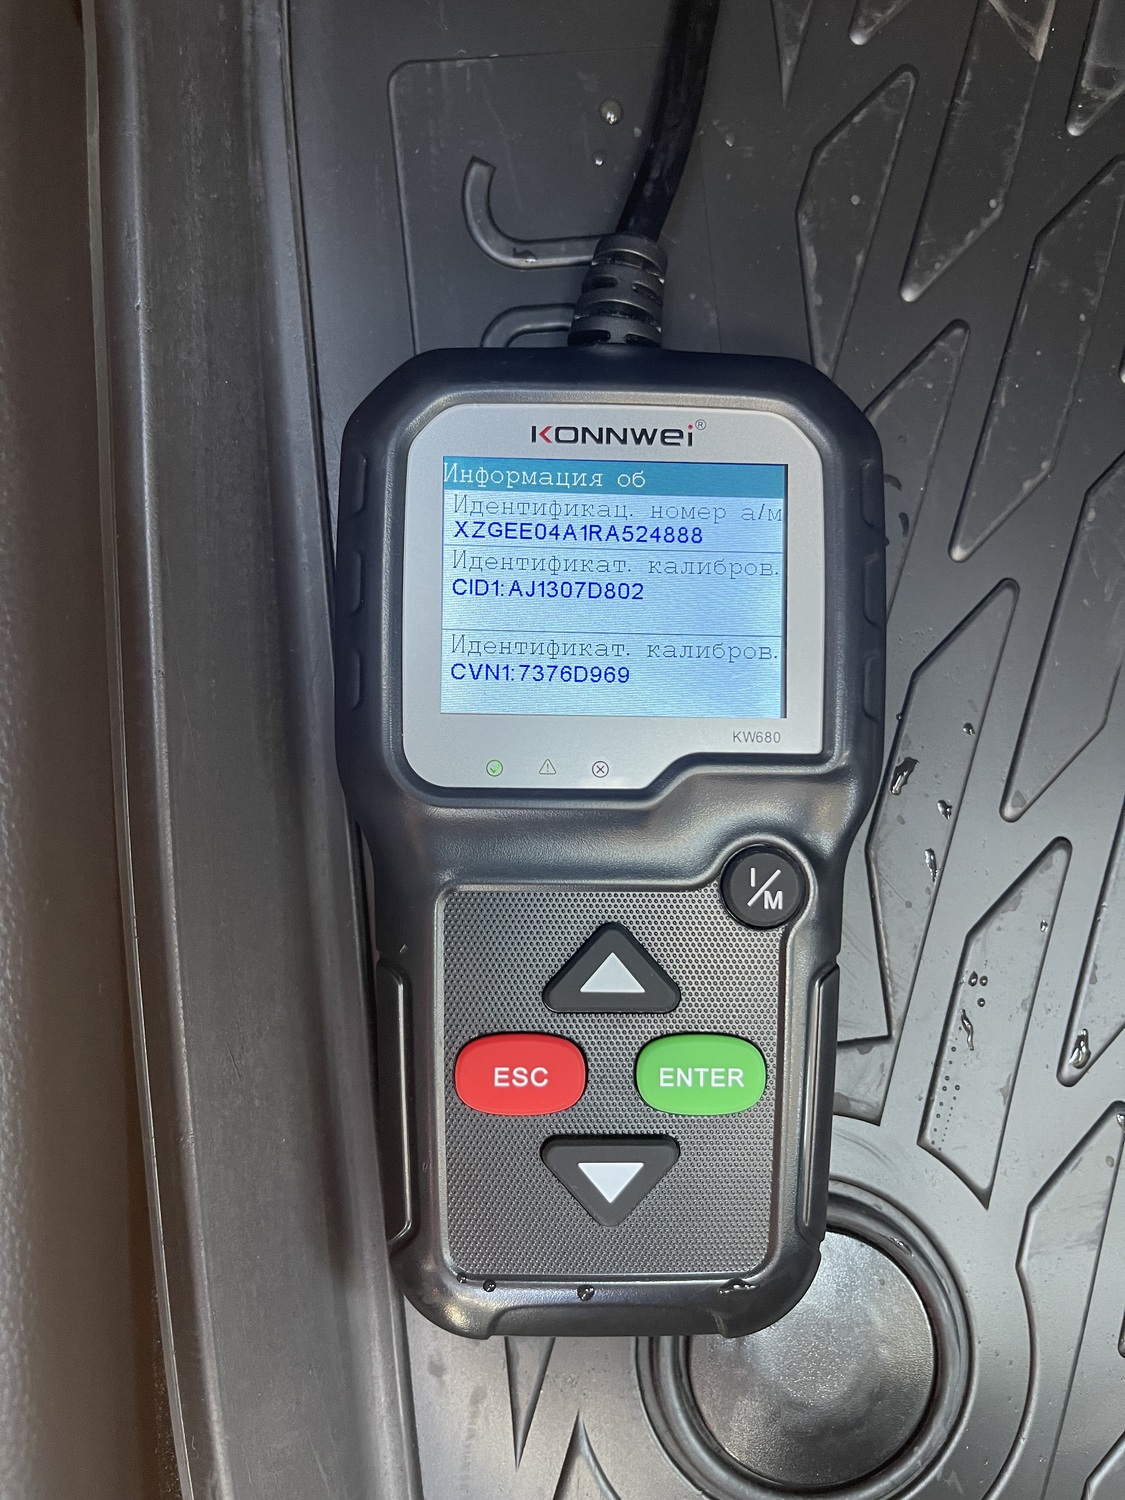 KONNWEI®
Информация об
Идентификац. номер а/м
XZGEE04A1RA524888
Идентификат. калибров.
CID1:AJ1307D802
Идентификат. калибров.
CVN1:7376D969
KW680
I/M
ESC
ENTER